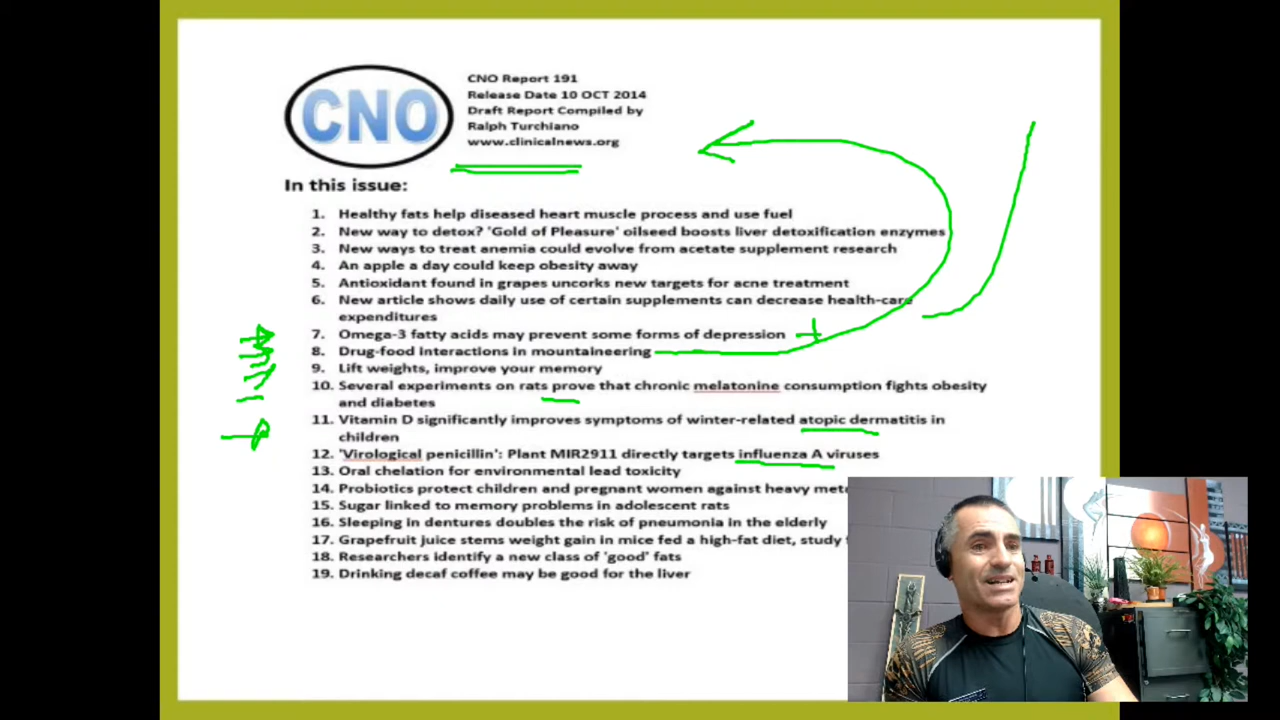 CNO
CNO Report 191
Release Date 10 OCT 2014
Draft Report Compiled by
Ralph Turchiano
www.clinicalnews.org
In this issue:
1. Healthy fats help diseased heart muscle process and use fuel
2. New way to detox? 'Gold of Pleasure' oilseed boosts liver detoxification enzymes
3. New ways to treat anemia could evolve from acetate supplement research
4. An apple a day could keep obesity away
5. Antioxidant found in grapes uncorks new targets for acne treatment
6. New article shows daily use of certain supplements can decrease health-care
expenditures
7. Omega-3 fatty acids may prevent some forms of depression
8. Drug-food interactions in mountaineering
9. Lift weights, improve your memory
10. Several experiments on rats prove that chronic melatonine consumption fights obesity
and diabetes
11. Vitamin D significantly improves symptoms of winter-related atopic dermatitis in
children
12. 'Virological penicillin': Plant MIR2911 directly targets influenza A viruses
13. Oral chelation for environmental lead toxicity
14. Probiotics protect children and pregnant women against heavy
15. Sugar linked to memory problems in adolescent rats
16. Sleeping in dentures doubles the risk of pneumonia in the elderly
17. Grapefruit juice stems weight gain in mice fed a high-fat diet, study
18. Researchers identify a new class of 'good' fats
19. Drinking decaf coffee may be good for the liver